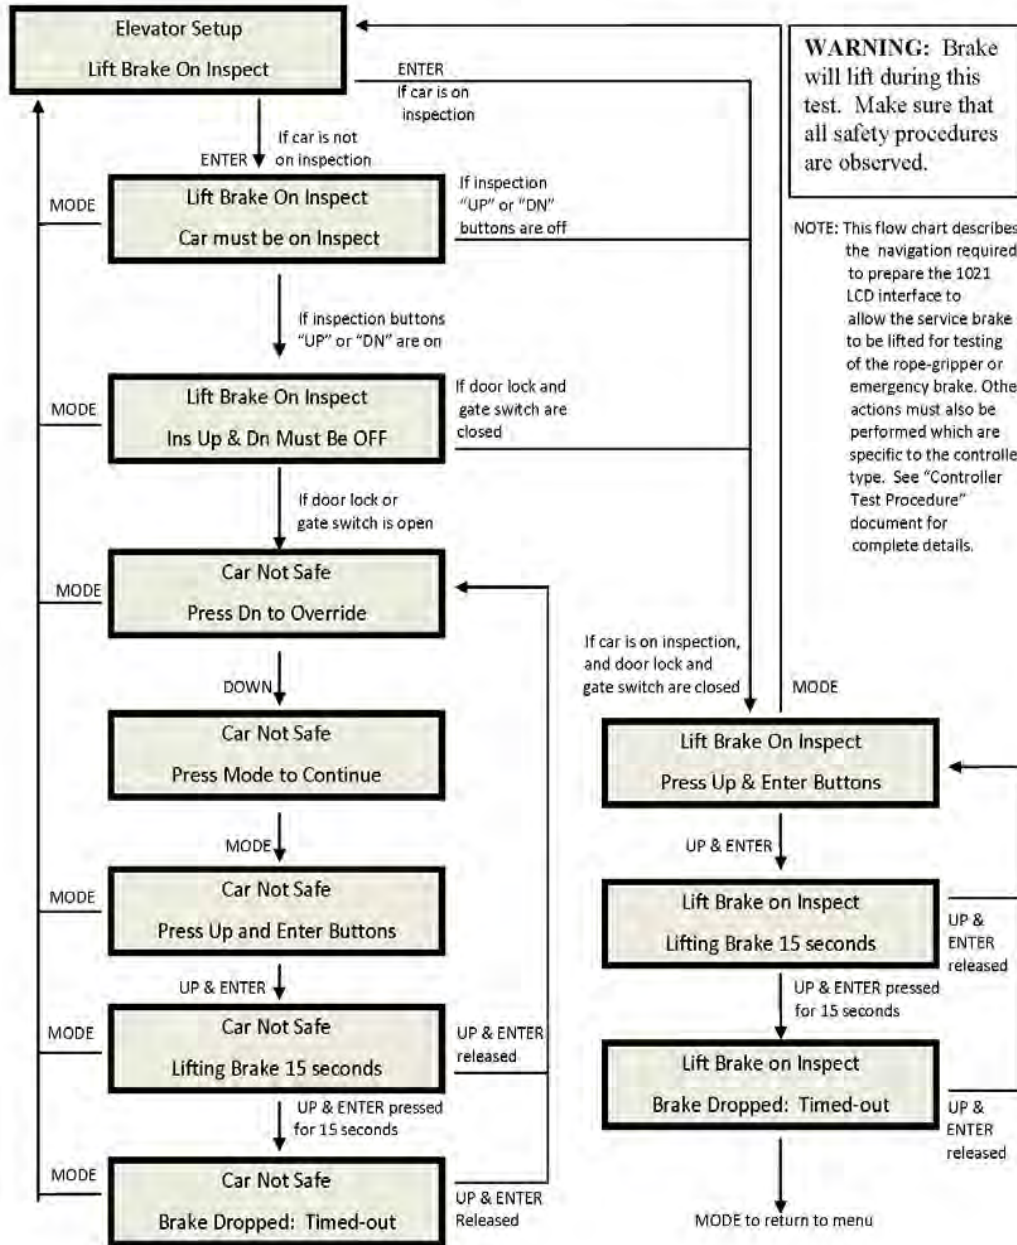 Elevator Setup
Lift Brake On Inspect
ENTER
If car is on
inspection
WARNING: Brake
will lift during this
test. Make sure that
all safety procedures
are observed.
If car is not
on inspection
ENTER
MODE
Lift Brake On Inspect
Car must be on Inspect
If inspection
“UP” or “DN”
buttons are off
NOTE: This flow chart describes
the navigation required
to prepare the 1021
LCD interface to
allow the service brake
to be lifted for testing
of the rope-gripper or
emergency brake. Othe
actions must also be
performed which are
specific to the controlle
type. See “Controller
Test Procedure”
document for
complete details.
If inspection buttons
“UP” or “DN” are on
MODE
Lift Brake On Inspect
Ins Up & Dn Must Be OFF
If door lock and
gate switch are
closed
If door lock or
gate switch is open
MODE
Car Not Safe
Press Dn to Override
DOWN
If car is on inspection,
and door lock and
gate switch are closed
MODE
Car Not Safe
Press Mode to Continue
Lift Brake On Inspect
Press Up & Enter Buttons
MODE
UP & ENTER
MODE
Car Not Safe
Press Up and Enter Buttons
Lift Brake on Inspect
Lifting Brake 15 seconds
UP &
ENTER
released
UP & ENTER
UP & ENTER pressed
for 15 seconds
MODE
Car Not Safe
Lifting Brake 15 seconds
UP & ENTER
released
Lift Brake on Inspect
Brake Dropped: Timed-out
UP &
ENTER
released
UP & ENTER pressed
for 15 seconds
MODE
Car Not Safe
Brake Dropped: Timed-out
UP & ENTER
Released
MODE to return to menu